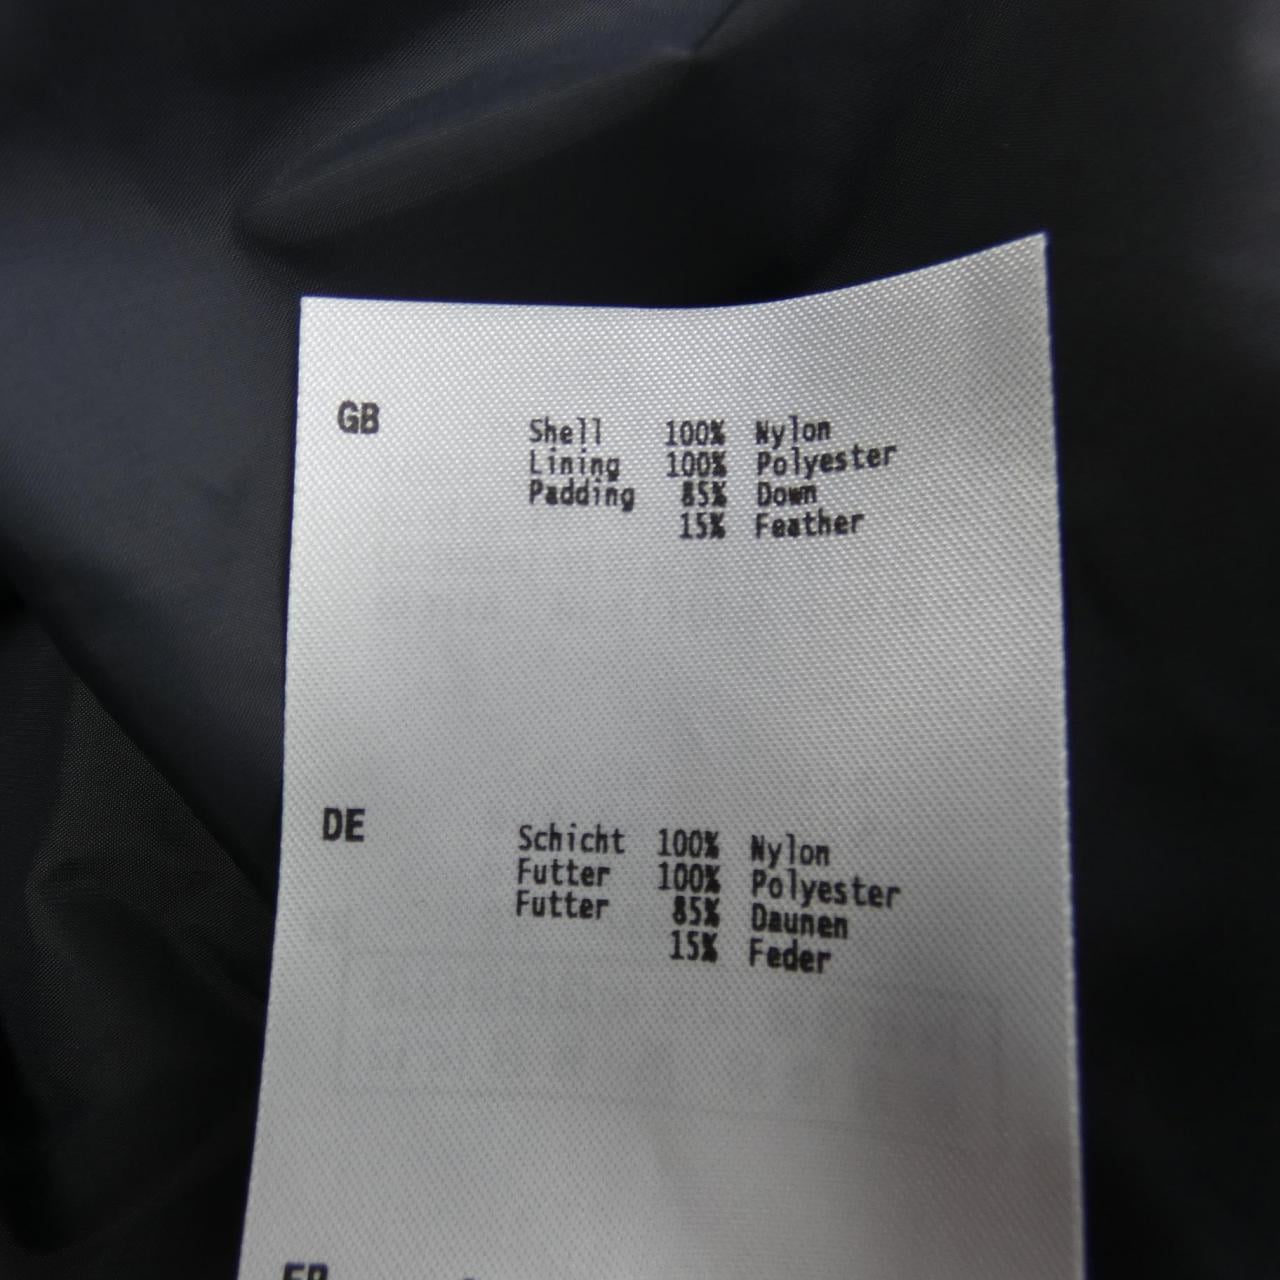 GB
Shell 100% Nylon
Lining 100% Polyester
Padding 85% Down
15% Feather
DE
Schicht 100% Nylon
Futter 100% Polyester
Futter 85% Daunen
15% Feder